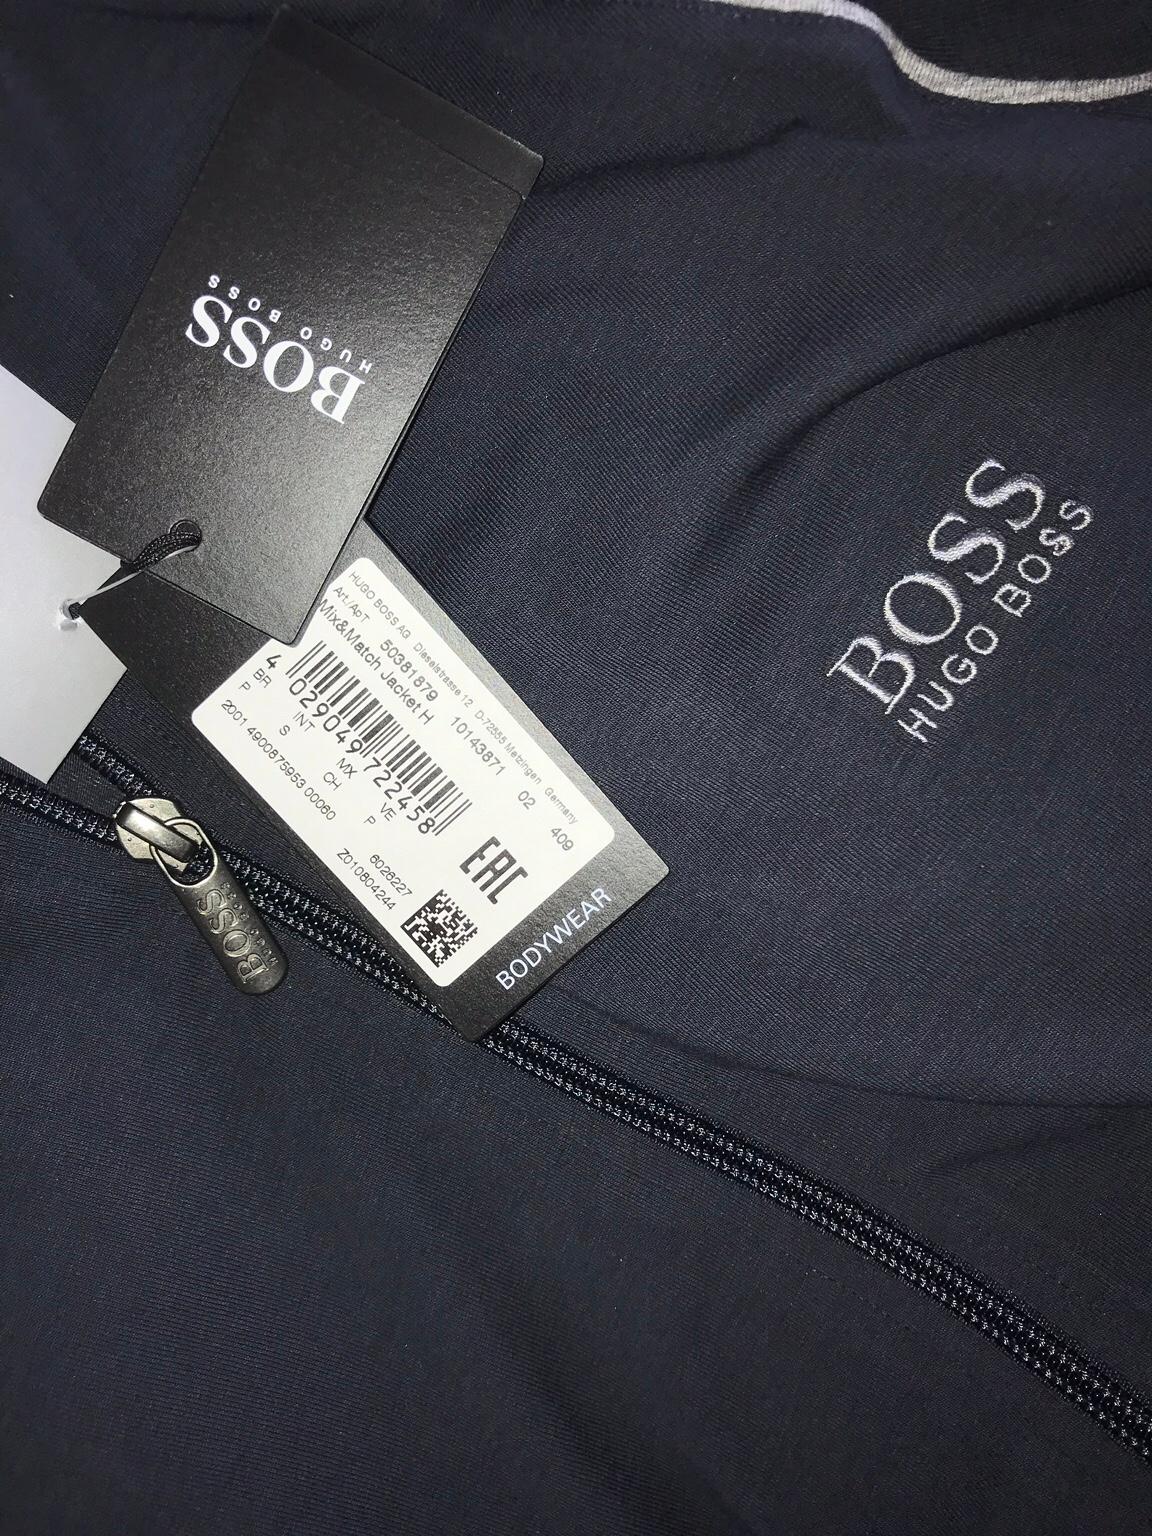 BOSS
HUGO BOSS
HUGO BOSS AG Dieselstrasse 12 D-72555 Metzingen Germany
Art./Арт 50381879 10143871 02 409
Mix&Match Jacket H
4 029049 722458
BR INT MX CH VE
P S P
2001 4900875953 00060
6028227
Z010804244
EAC
BODYWEAR
BOSS
HUGO BOSS
BOSS
HUGO BOSS